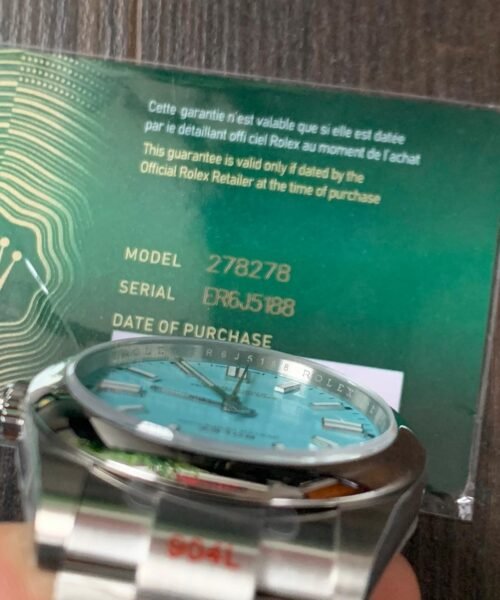 Cette garantie n'est valable que si elle est datée
par le détaillant offi ciel Rolex au moment de l'achat
This guarantee is valid only if dated by the
Official Rolex Retailer at the time of purchase
MODEL 278278
SERIAL ER6J5188
DATE OF PURCHASE
ROLEX
904L